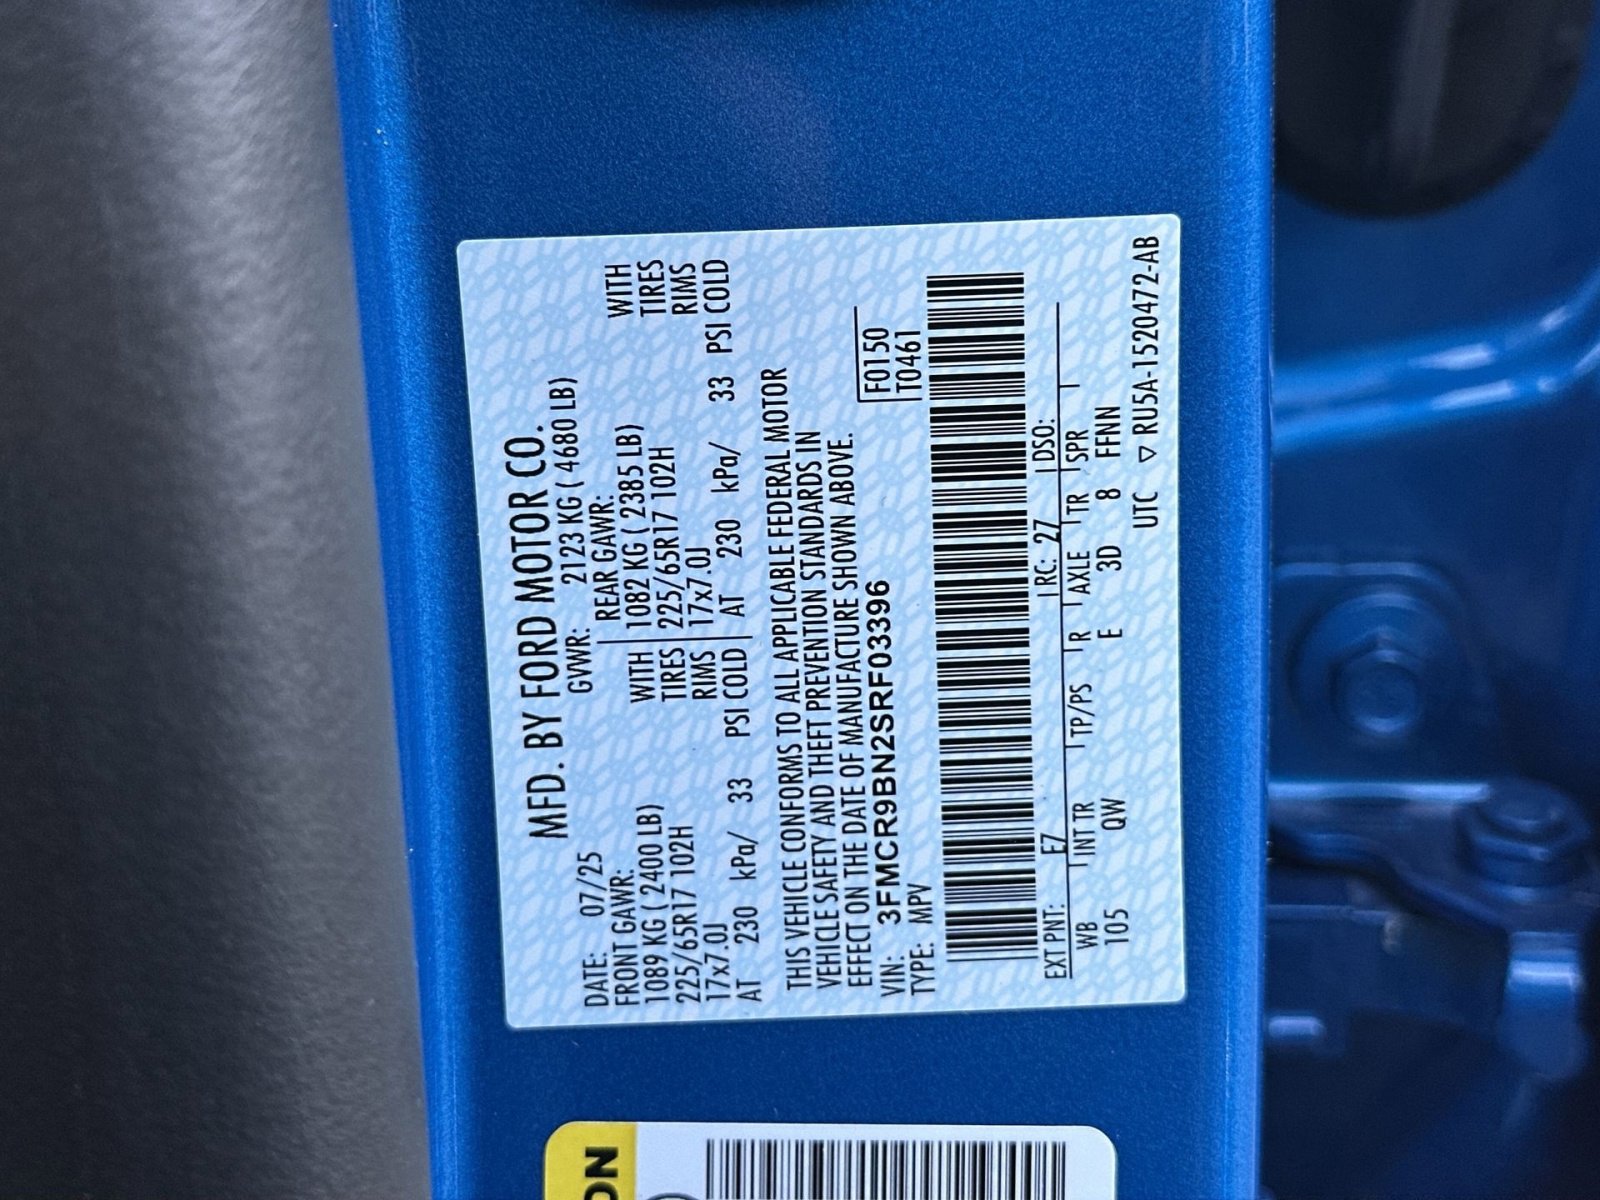 MFD. BY FORD MOTOR CO.
DATE: 07/25 GVWR: 2123 KG ( 4680 LB)
FRONT GAWR: REAR GAWR:
1089 KG ( 2400 LB) WITH 1082 KG ( 2385 LB) WITH
225/65R17 102H TIRES 225/65R17 102H TIRES
17x7.0J RIMS 17x7.0J RIMS
AT 230 kPa/ 33 PSI COLD AT 230 kPa/ 33 PSI COLD
THIS VEHICLE CONFORMS TO ALL APPLICABLE FEDERAL MOTOR
VEHICLE SAFETY AND THEFT PREVENTION STANDARDS IN
EFFECT ON THE DATE OF MANUFACTURE SHOWN ABOVE.
VIN: 3FMCR9BN2SRF03396 F0150
TYPE: MPV T0461
EXT PNT: E7 RC: 27 DSO:
WB INT TR TP/PS R AXLE TR SPR
105 QW E 3D 8 FFNN
UTC ▽ RU5A-1520472-AB